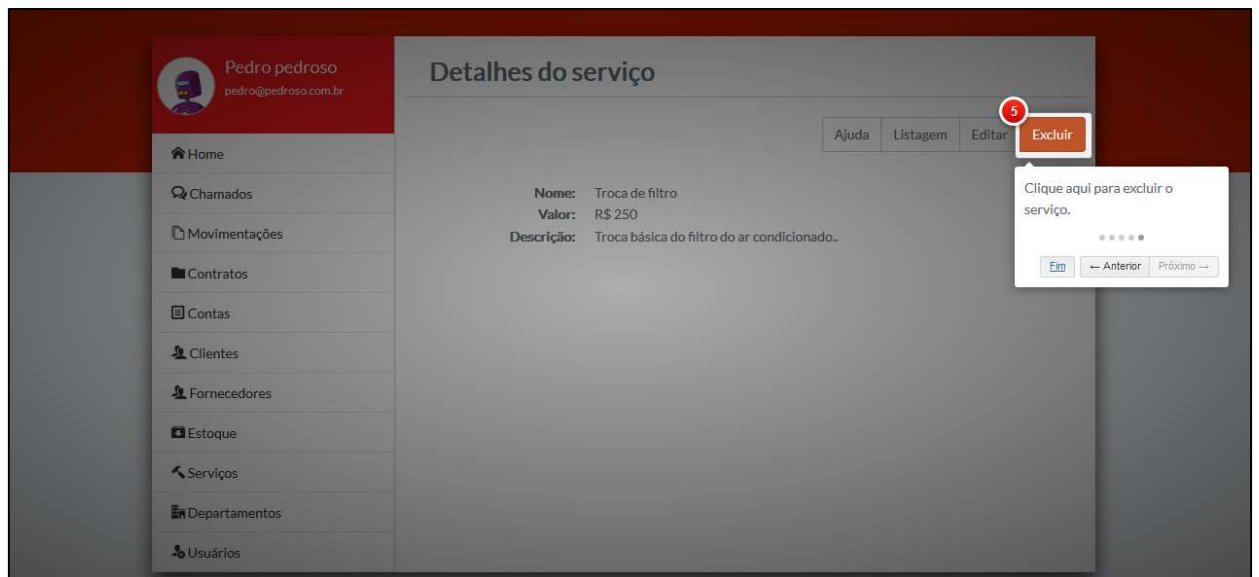 Pedro pedroso
pedro@pedroso.com.br
Home
Chamados
Movimentações
Contratos
Contas
Clientes
Fornecedores
Estoque
Serviços
Departamentos
Usuários
Detalhes do serviço
Ajuda Listagem Editar Excluir
5
Nome: Troca de filtro
Valor: R$ 250
Descrição: Troca básica do filtro do ar condicionado..
Clique aqui para excluir o
serviço.
Fim ← Anterior Próximo →